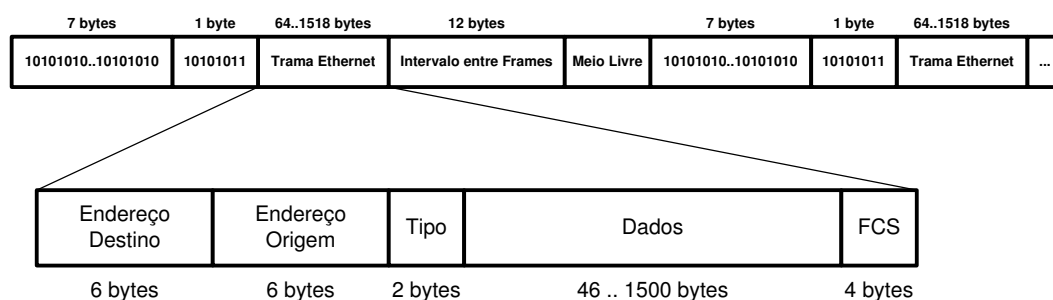 7 bytes 1 byte 64..1518 bytes 12 bytes 7 bytes 1 byte 64..1518 bytes
10101010..10101010 10101011 Trama Ethernet Intervalo entre Frames Meio Livre 10101010..10101010 10101011 Trama Ethernet ...
Endereço Destino Endereço Origem Tipo Dados FCS
6 bytes 6 bytes 2 bytes 46 .. 1500 bytes 4 bytes